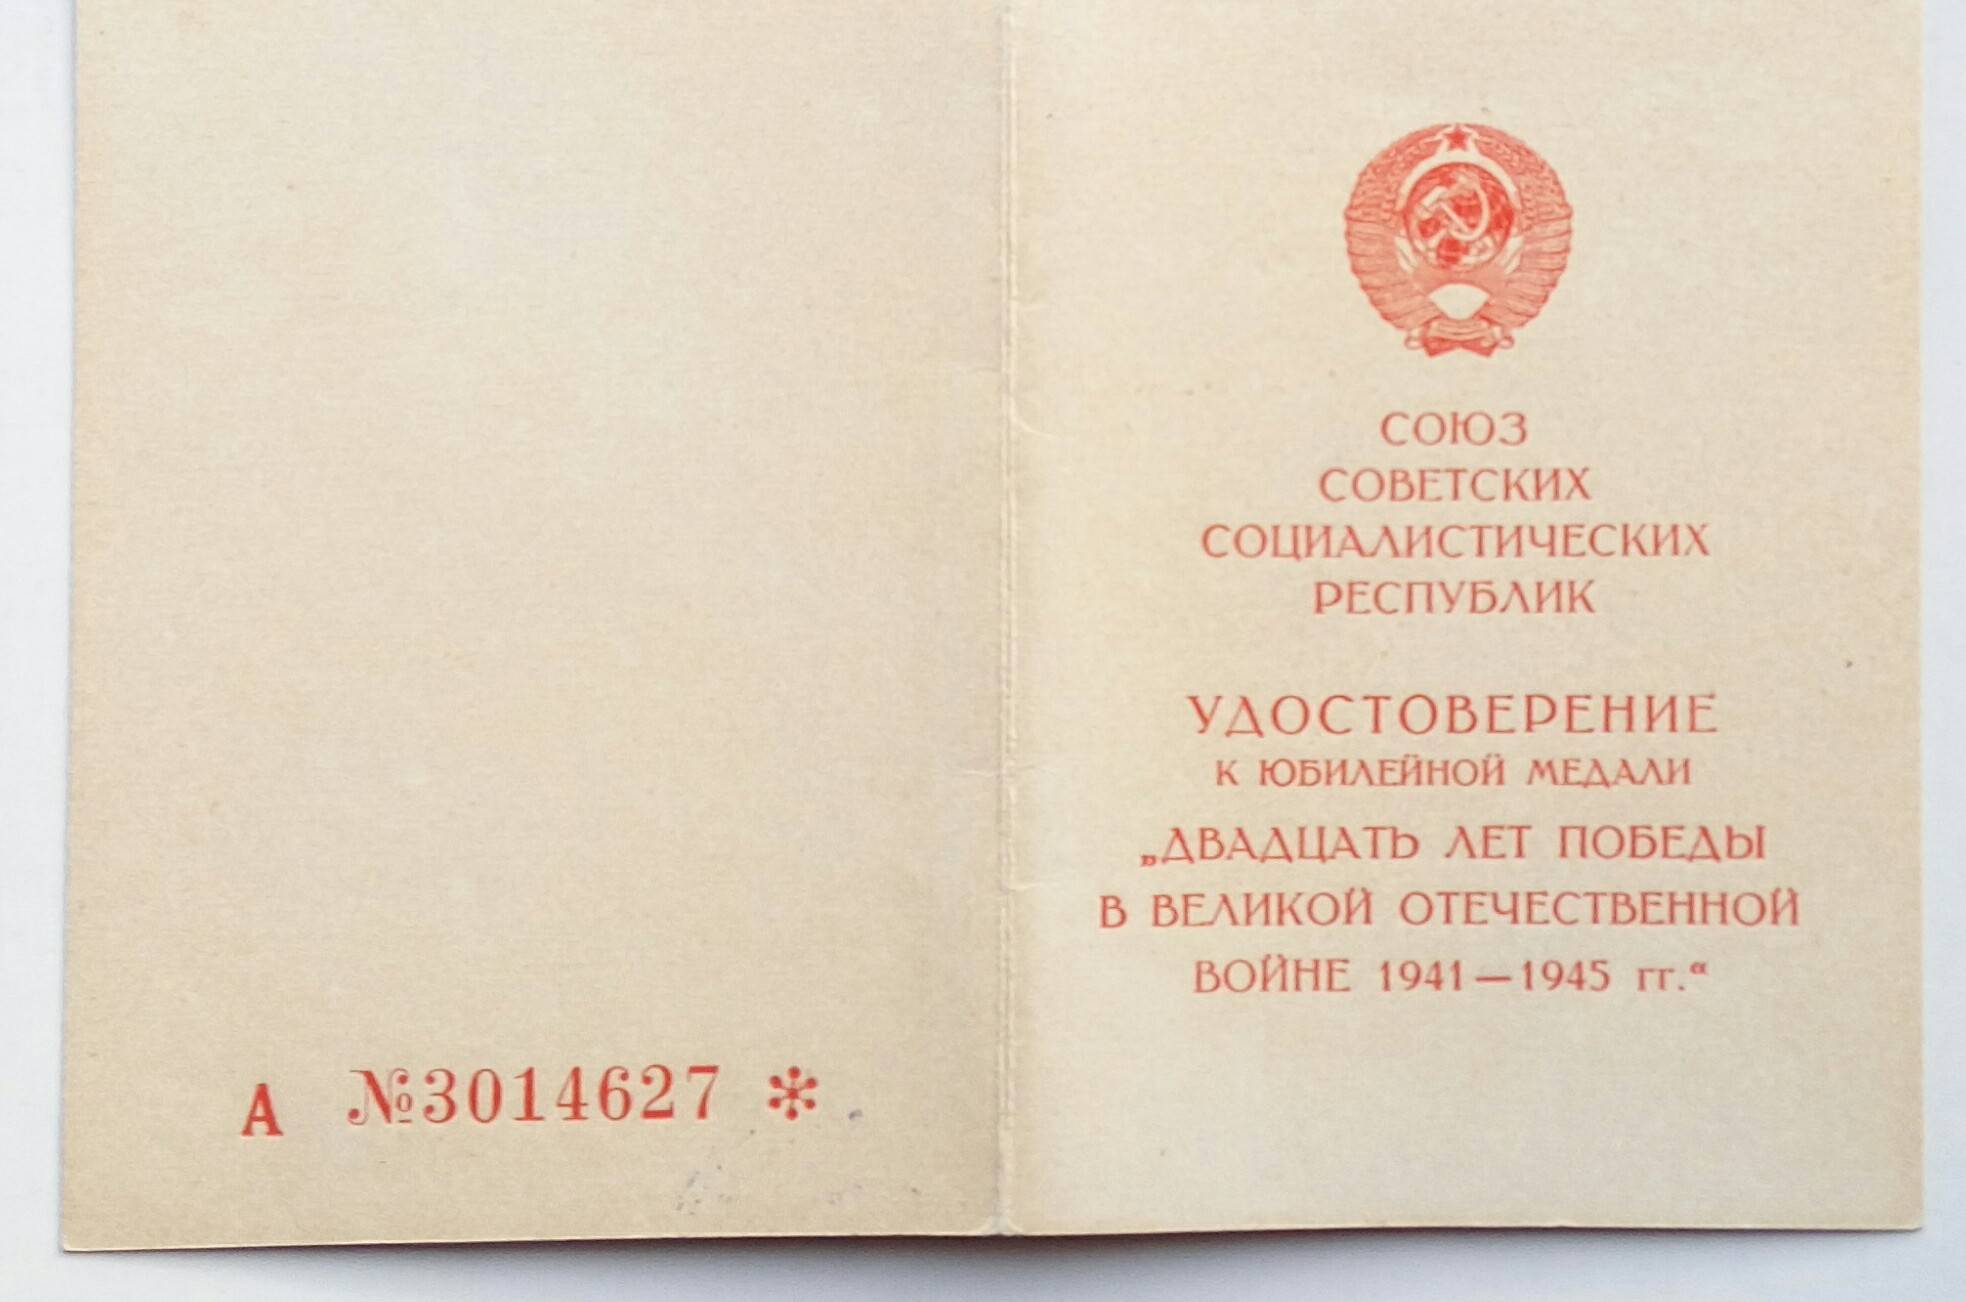 А №3014627 *
СОЮЗ
СОВЕТСКИХ
СОЦИАЛИСТИЧЕСКИХ
РЕСПУБЛИК
УДОСТОВЕРЕНИЕ
К ЮБИЛЕЙНОЙ МЕДАЛИ
„ДВАДЦАТЬ ЛЕТ ПОБЕДЫ
В ВЕЛИКОЙ ОТЕЧЕСТВЕННОЙ
ВОЙНЕ 1941—1945 гг.“